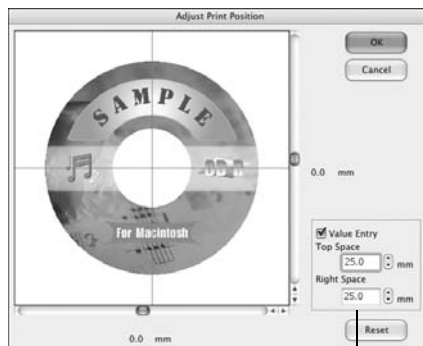 Adjust Print Position
OK
Cancel
SAMPLE
CD-R
For Macintosh
0.0 mm
Value Entry
Top Space
25.0 mm
Right Space
25.0 mm
0.0 mm
Reset